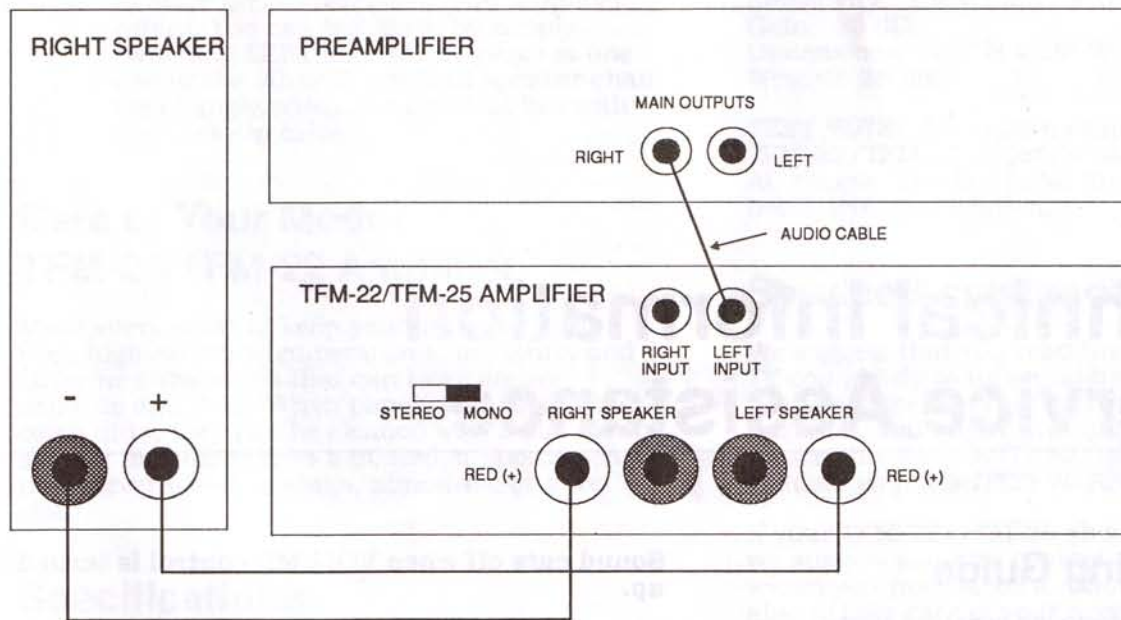 RIGHT SPEAKER
PREAMPLIFIER
MAIN OUTPUTS
RIGHT
LEFT
AUDIO CABLE
TFM-22/TFM-25 AMPLIFIER
RIGHT INPUT
LEFT INPUT
STEREO
MONO
RIGHT SPEAKER
LEFT SPEAKER
-
+
RED (+)
RED (+)